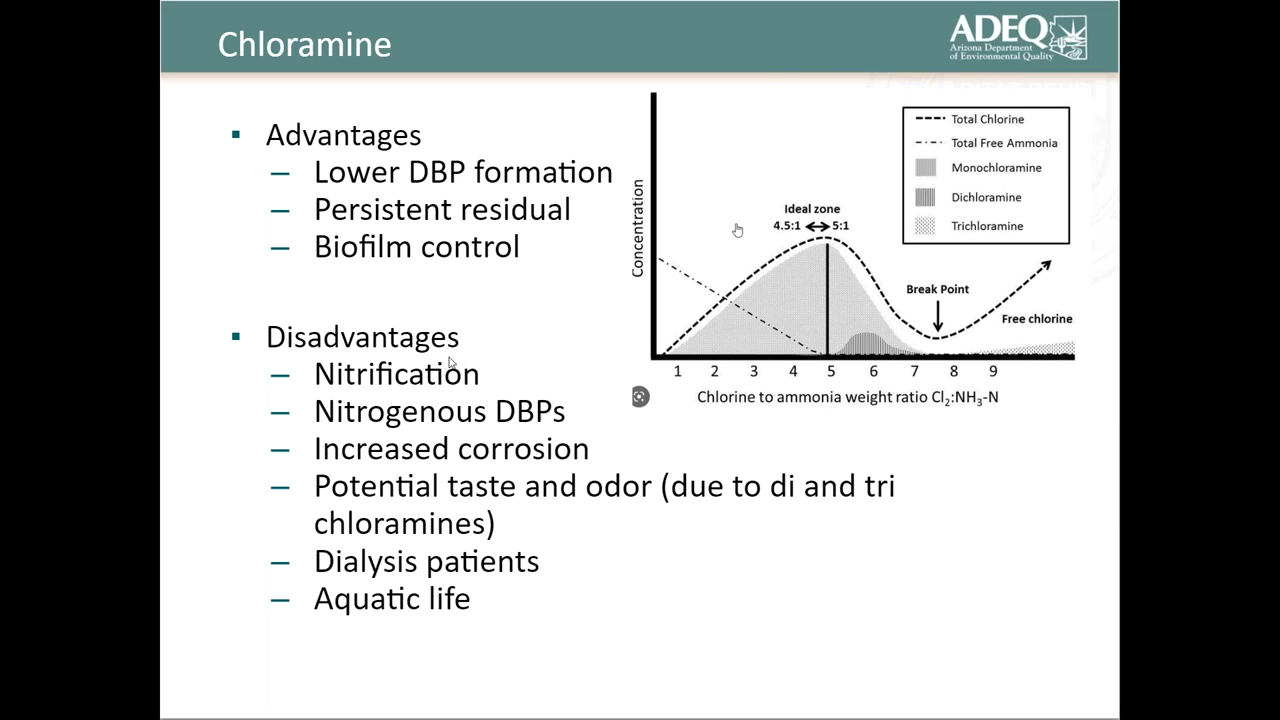 Chloramine
ADEQ
Arizona Department
of Environmental Quality
▪ Advantages
– Lower DBP formation
– Persistent residual
– Biofilm control
▪ Disadvantages
– Nitrification
– Nitrogenous DBPs
– Increased corrosion
– Potential taste and odor (due to di and tri
chloramines)
– Dialysis patients
– Aquatic life
Concentration
Total Chlorine
Total Free Ammonia
Monochloramine
Dichloramine
Trichloramine
Ideal zone
4.5:1 5:1
Break Point
Free chlorine
1 2 3 4 5 6 7 8 9
Chlorine to ammonia weight ratio Cl₂:NH₃-N